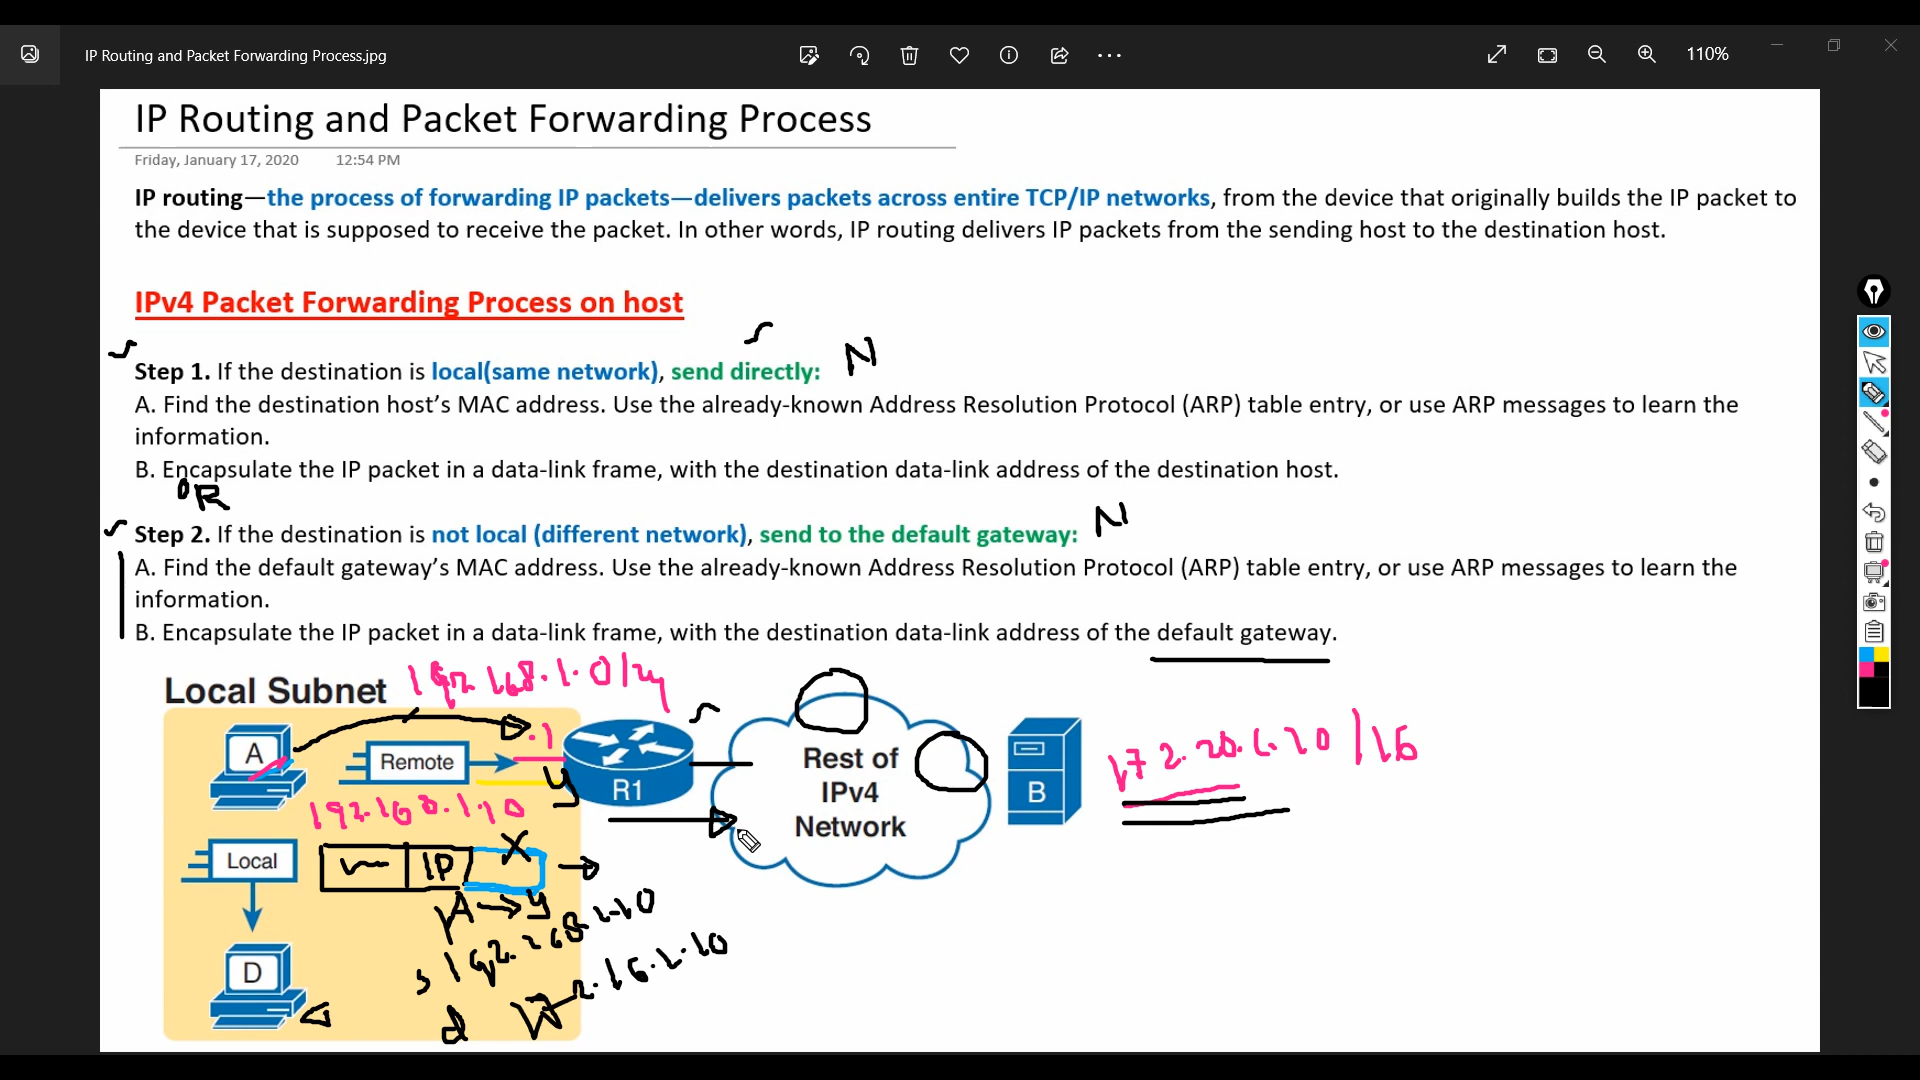 IP Routing and Packet Forwarding Process.jpg
110%
IP Routing and Packet Forwarding Process
Friday, January 17, 2020 12:54 PM
IP routing—the process of forwarding IP packets—delivers packets across entire TCP/IP networks, from the device that originally builds the IP packet to
the device that is supposed to receive the packet. In other words, IP routing delivers IP packets from the sending host to the destination host.
IPv4 Packet Forwarding Process on host
N
Step 1. If the destination is local(same network), send directly:
A. Find the destination host's MAC address. Use the already-known Address Resolution Protocol (ARP) table entry, or use ARP messages to learn the
information.
B. Encapsulate the IP packet in a data-link frame, with the destination data-link address of the destination host.
OR
N
Step 2. If the destination is not local (different network), send to the default gateway:
A. Find the default gateway's MAC address. Use the already-known Address Resolution Protocol (ARP) table entry, or use ARP messages to learn the
information.
B. Encapsulate the IP packet in a data-link frame, with the destination data-link address of the default gateway.
192.168.1.0/24
Local Subnet
A
.1
Remote
y
R1
Rest of
IPv4
Network
B
192.168.1.10
Local
IP
X
A → y
s 192.168.1.10
D
d